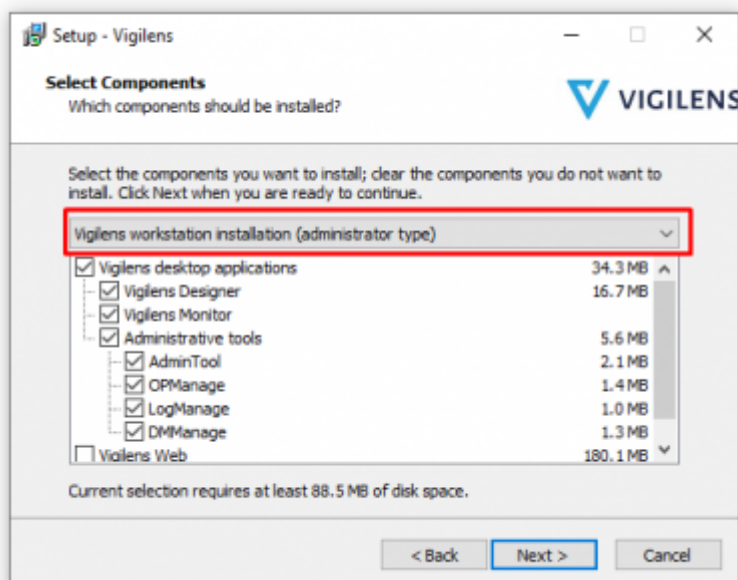 Setup - Vigilens
Select Components
Which components should be installed?
VIGILENS
Select the components you want to install; clear the components you do not want to
install. Click Next when you are ready to continue.
Vigilens workstation installation (administrator type)
Vigilens desktop applications 34.3 MB
Vigilens Designer 16.7 MB
Vigilens Monitor
Administrative tools 5.6 MB
AdminTool 2.1 MB
OPManage 1.4 MB
LogManage 1.0 MB
DMManage 1.3 MB
Vigilens Web 180.1 MB
Current selection requires at least 88.5 MB of disk space.
< Back Next > Cancel